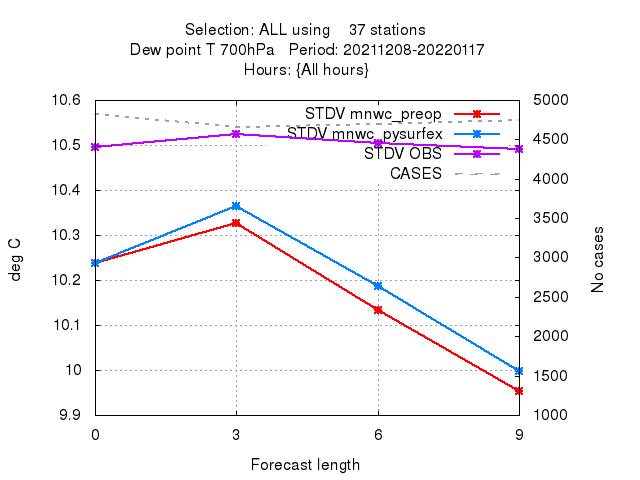 Selection: ALL using 37 stations
Dew point T 700hPa Period: 20211208-20220117
Hours: {All hours}
10.6
10.5
10.4
10.3
10.2
10.1
10
9.9
deg C
STDV mnwc_preop
STDV mnwc_pysurfex
STDV OBS
CASES
5000
4500
4000
3500
3000
2500
2000
1500
1000
No cases
0 3 6 9
Forecast length